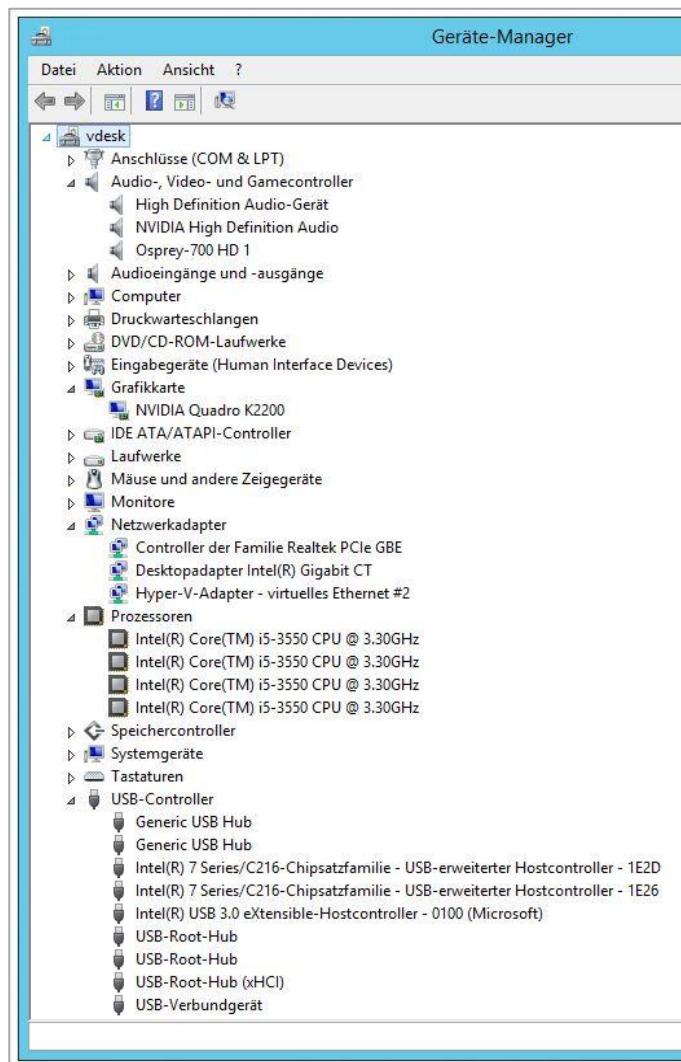 Geräte-Manager
Datei Aktion Ansicht ?
vdesk
Anschlüsse (COM & LPT)
Audio-, Video- und Gamecontroller
High Definition Audio-Gerät
NVIDIA High Definition Audio
Osprey-700 HD 1
Audioeingänge und -ausgänge
Computer
Druckwarteschlangen
DVD/CD-ROM-Laufwerke
Eingabegeräte (Human Interface Devices)
Grafikkarte
NVIDIA Quadro K2200
IDE ATA/ATAPI-Controller
Laufwerke
Mäuse und andere Zeigegeräte
Monitore
Netzwerkadapter
Controller der Familie Realtek PCIe GBE
Desktopadapter Intel(R) Gigabit CT
Hyper-V-Adapter - virtuelles Ethernet #2
Prozessoren
Intel(R) Core(TM) i5-3550 CPU @ 3.30GHz
Intel(R) Core(TM) i5-3550 CPU @ 3.30GHz
Intel(R) Core(TM) i5-3550 CPU @ 3.30GHz
Intel(R) Core(TM) i5-3550 CPU @ 3.30GHz
Speichercontroller
Systemgeräte
Tastaturen
USB-Controller
Generic USB Hub
Generic USB Hub
Intel(R) 7 Series/C216-Chipsatzfamilie - USB-erweiterter Hostcontroller - 1E2D
Intel(R) 7 Series/C216-Chipsatzfamilie - USB-erweiterter Hostcontroller - 1E26
Intel(R) USB 3.0 eXtensible-Hostcontroller - 0100 (Microsoft)
USB-Root-Hub
USB-Root-Hub
USB-Root-Hub (xHCI)
USB-Verbundgerät